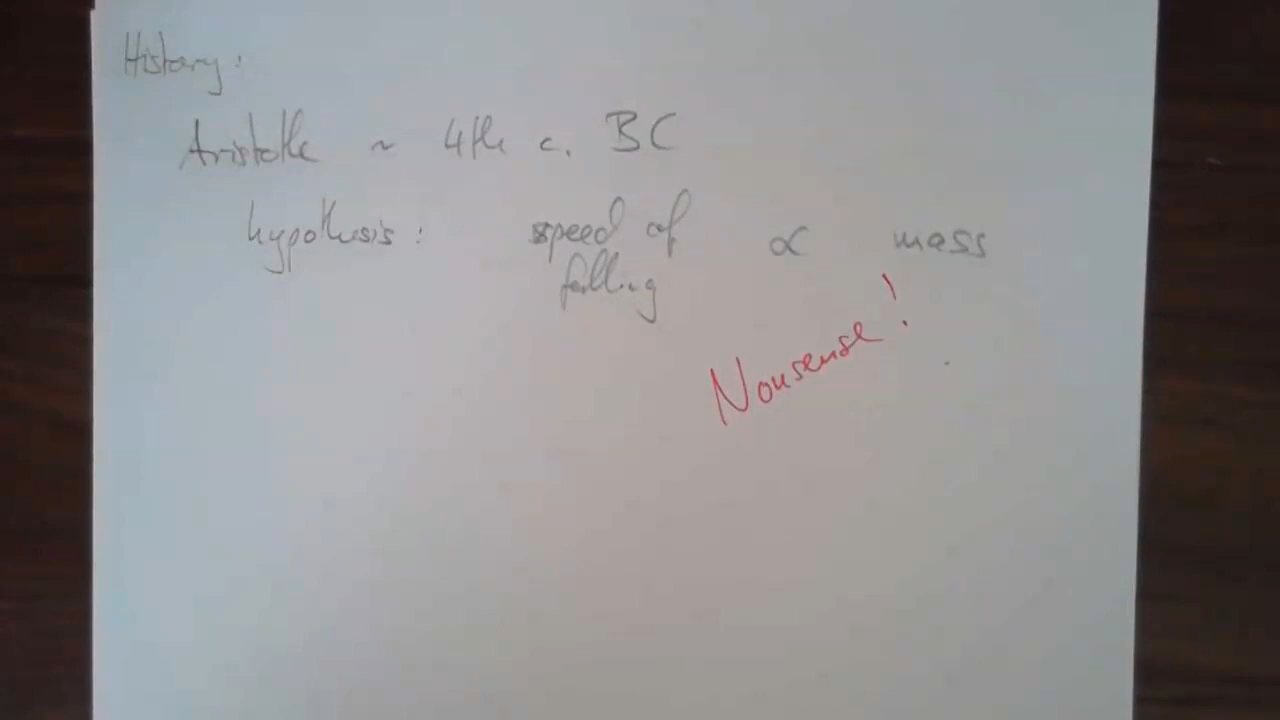 History:
Aristotle ~ 4th c. BC
hypothesis: speed of ∝ mass
falling
Nonsense!